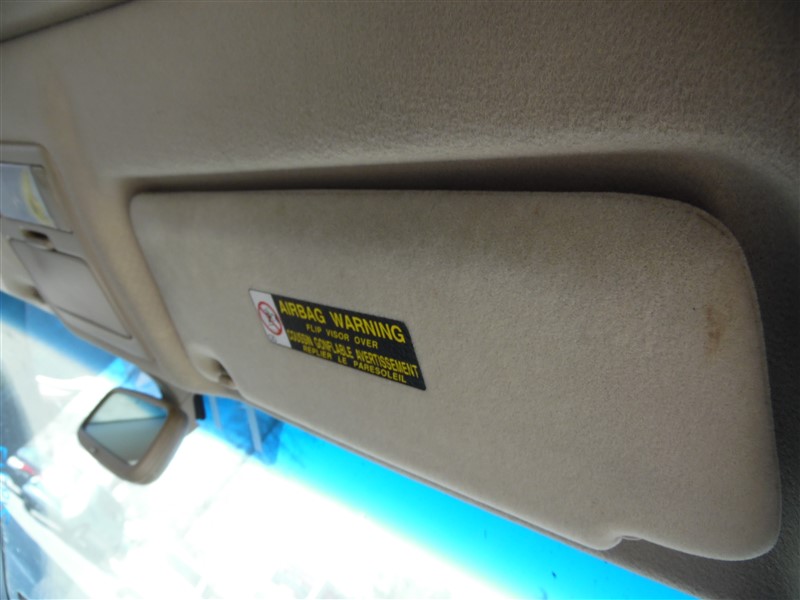 AIRBAG WARNING
FLIP VISOR OVER
COUSSIN GONFLABLE AVERTISSEMENT
REPLIER LE PARESOLEIL